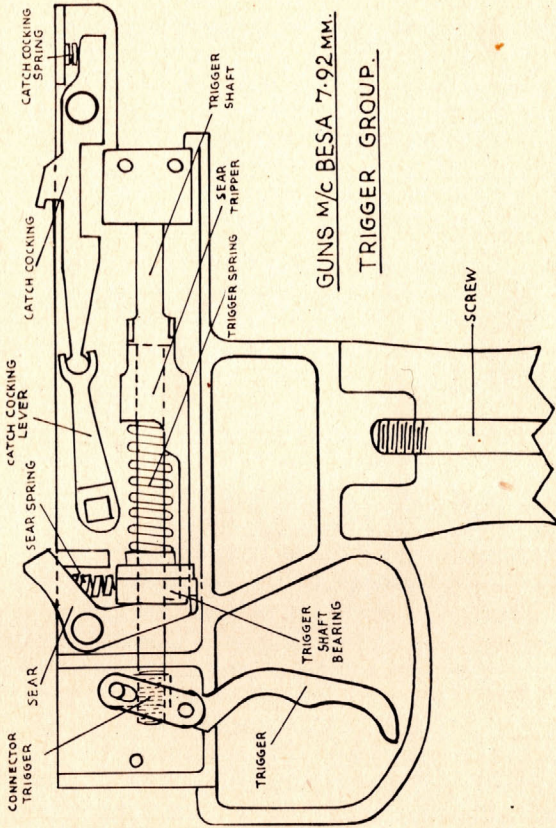 GUNS M/C BESA 7·92 MM.
TRIGGER GROUP.
CONNECTOR
TRIGGER
SEAR
SEAR SPRING
CATCH COCKING
LEVER
CATCH COCKING
CATCH COCKING
SPRING
TRIGGER
SHAFT
SEAR
TRIPPER
TRIGGER SPRING
TRIGGER
SHAFT
BEARING
TRIGGER
SCREW